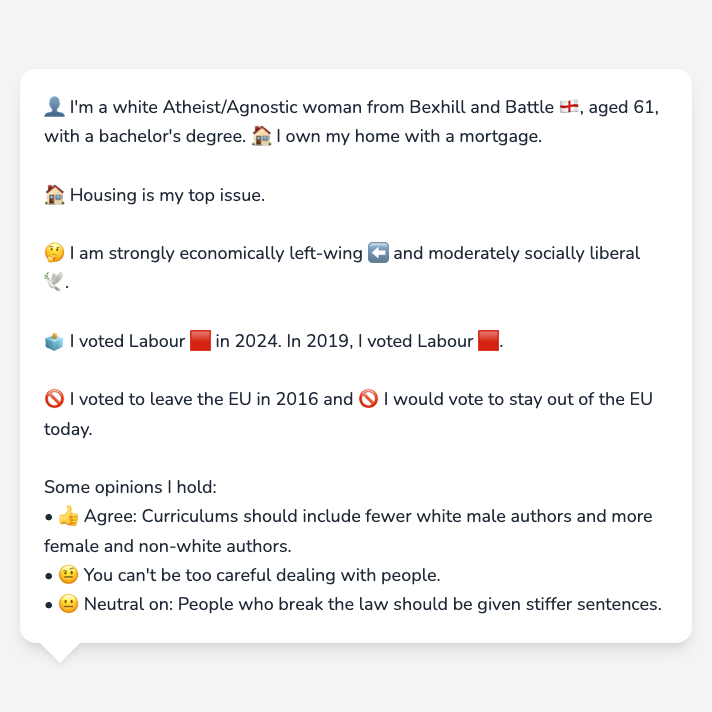 👤 I'm a white Atheist/Agnostic woman from Bexhill and Battle 🏴󠁧󠁢󠁥󠁮󠁧󠁿, aged 61,
with a bachelor's degree. 🏠 I own my home with a mortgage.
🏠 Housing is my top issue.
🤔 I am strongly economically left-wing ⬅️ and moderately socially liberal
🕊️.
🗳️ I voted Labour 🟥 in 2024. In 2019, I voted Labour 🟥.
🚫 I voted to leave the EU in 2016 and 🚫 I would vote to stay out of the EU
today.
Some opinions I hold:
• 👍 Agree: Curriculums should include fewer white male authors and more
female and non-white authors.
• 🤨 You can't be too careful dealing with people.
• 😐 Neutral on: People who break the law should be given stiffer sentences.